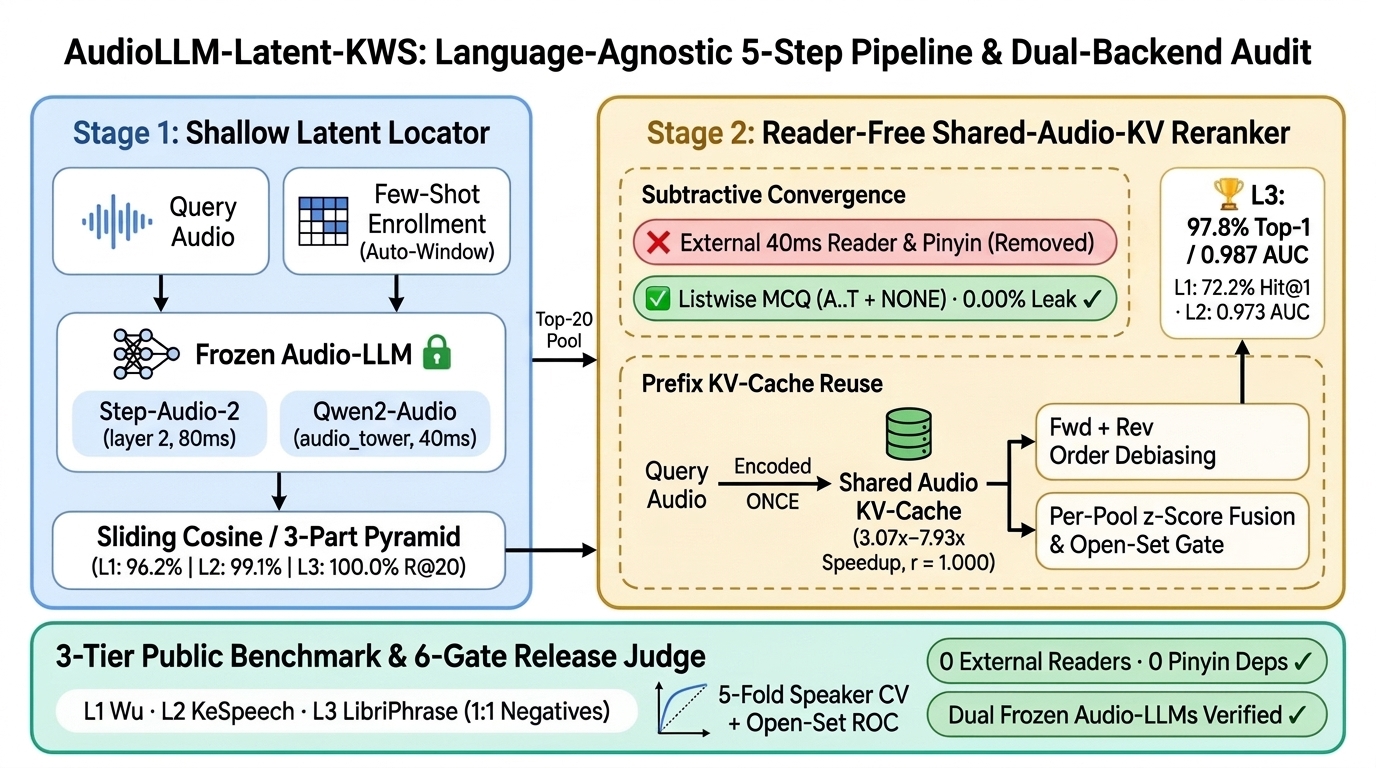 AudioLLM-Latent-KWS: Language-Agnostic 5-Step Pipeline & Dual-Backend Audit
Stage 1: Shallow Latent Locator
Query
Audio
Few-Shot
Enrollment
(Auto-Window)
Frozen Audio-LLM
Step-Audio-2
(layer 2, 80ms)
Qwen2-Audio
(audio_tower, 40ms)
Sliding Cosine / 3-Part Pyramid
(L1: 96.2% | L2: 99.1% | L3: 100.0% R@20)
Top-20
Pool
Stage 2: Reader-Free Shared-Audio-KV Reranker
Subtractive Convergence
❌ External 40ms Reader & Pinyin (Removed)
✅ Listwise MCQ (A..T + NONE) · 0.00% Leak ✓
🏆 L3:
97.8% Top-1
/ 0.987 AUC
L1: 72.2% Hit@1
· L2: 0.973 AUC
Prefix KV-Cache Reuse
Query
Audio
Encoded
ONCE
Shared Audio
KV-Cache
(3.07x–7.93x
Speedup, r = 1.000)
Fwd + Rev
Order Debiasing
Per-Pool z-Score Fusion
& Open-Set Gate
3-Tier Public Benchmark & 6-Gate Release Judge
L1 Wu · L2 KeSpeech · L3 LibriPhrase (1:1 Negatives)
5-Fold Speaker CV
+ Open-Set ROC
0 External Readers · 0 Pinyin Deps ✓
Dual Frozen Audio-LLMs Verified ✓